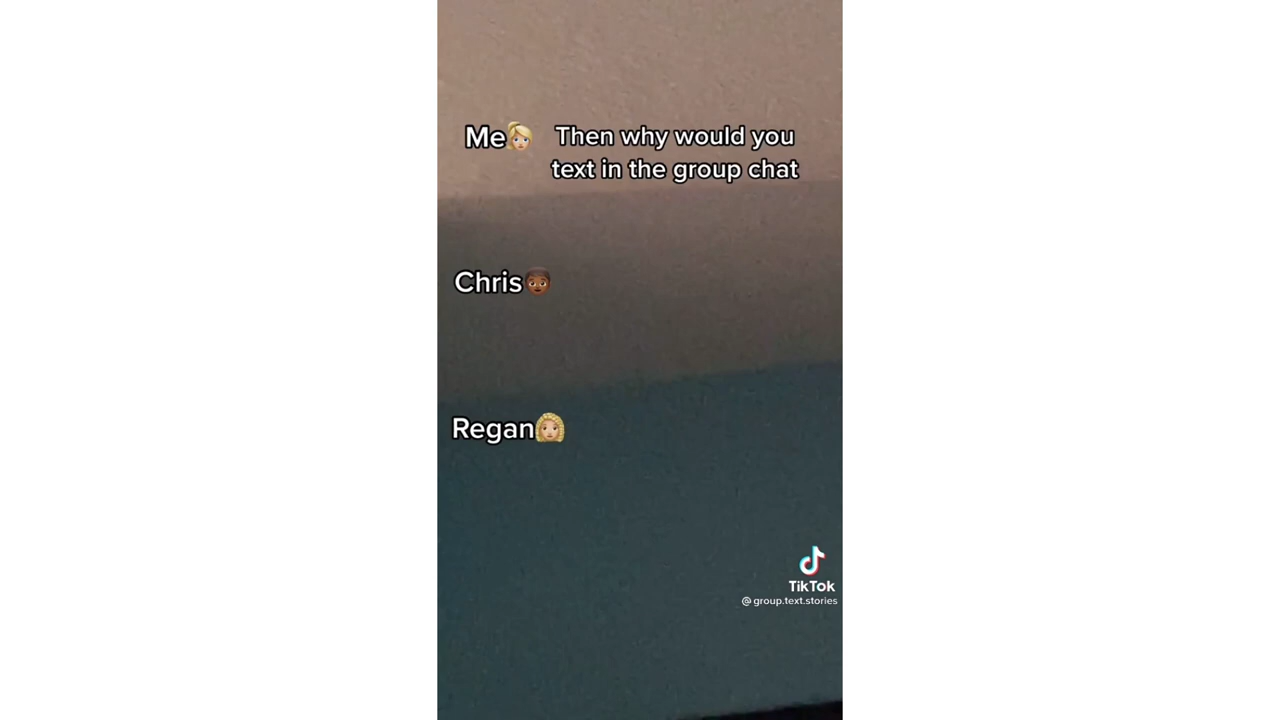 Me👱🏼‍♀️ Then why would you
text in the group chat
Chris👦🏾
Regan👩🏼‍🦱
TikTok
@group.text.stories